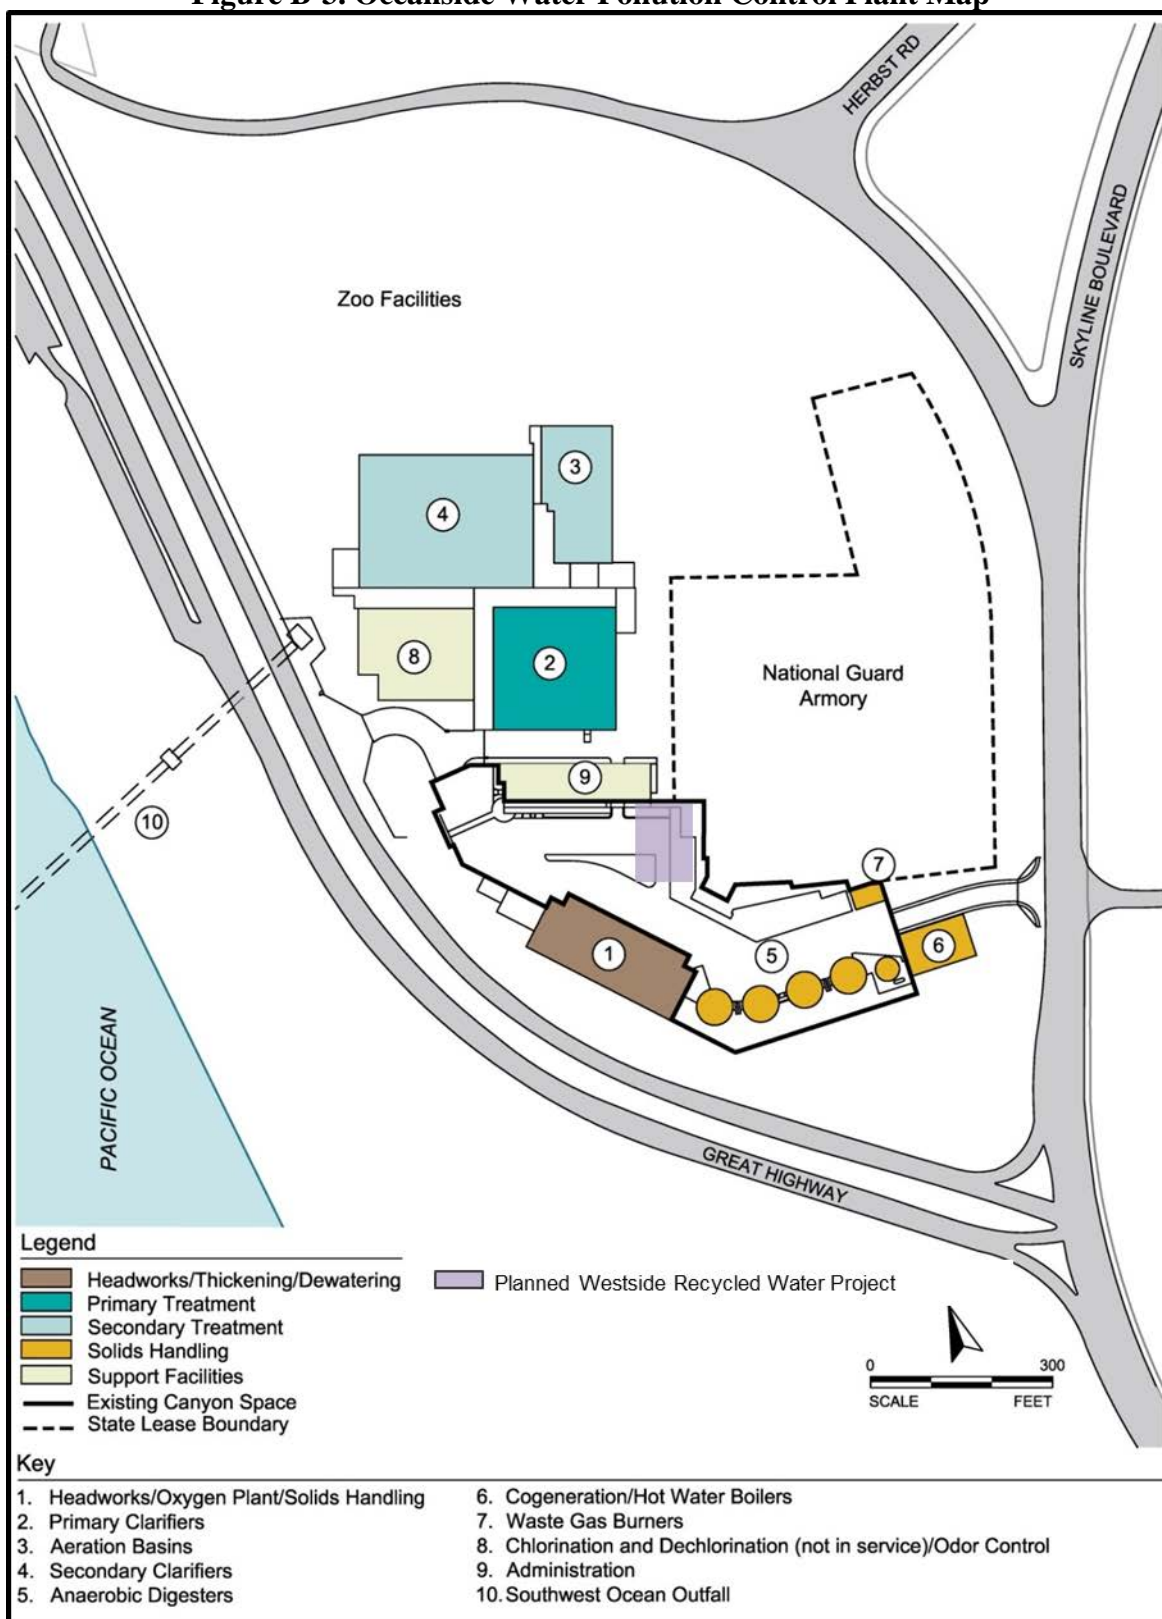 Figure B-3. Oceanside Water Pollution Control Plant Map
HERBST RD
SKYLINE BOULEVARD
Zoo Facilities
3
4
8
2
National Guard
Armory
9
10
7
1
5
6
PACIFIC OCEAN
GREAT HIGHWAY
Legend
Headworks/Thickening/Dewatering
Primary Treatment
Secondary Treatment
Solids Handling
Support Facilities
Existing Canyon Space
State Lease Boundary
Planned Westside Recycled Water Project
0 300
SCALE FEET
Key
1. Headworks/Oxygen Plant/Solids Handling
2. Primary Clarifiers
3. Aeration Basins
4. Secondary Clarifiers
5. Anaerobic Digesters
6. Cogeneration/Hot Water Boilers
7. Waste Gas Burners
8. Chlorination and Dechlorination (not in service)/Odor Control
9. Administration
10. Southwest Ocean Outfall